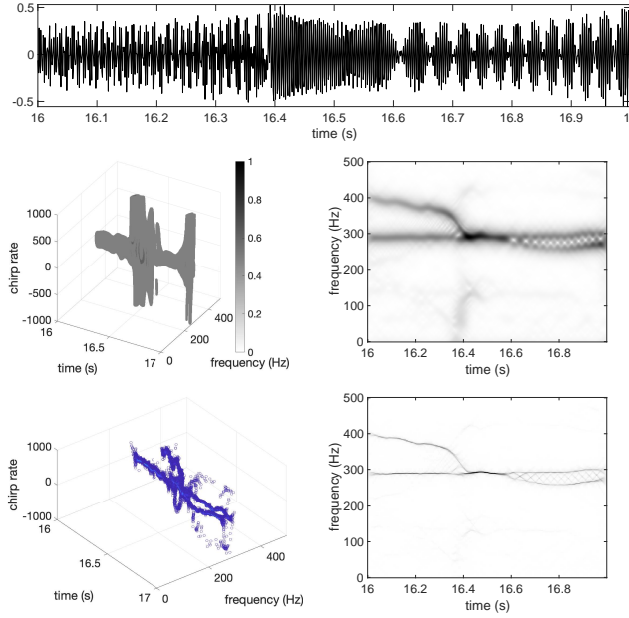 0.5
0
-0.5
16 16.1 16.2 16.3 16.4 16.5 16.6 16.7 16.8 16.9 1
time (s)
1000
500
0
-500
-1000
chirp rate
16
16.5
17
time (s)
0
200
400
frequency (Hz)
1
0.8
0.6
0.4
0.2
0
500
400
300
200
100
0
frequency (Hz)
16 16.2 16.4 16.6 16.8
time (s)
1000
0
-1000
chirp rate
16
16.5
17
time (s)
0
200
400
frequency (Hz)
500
400
300
200
100
0
frequency (Hz)
16 16.2 16.4 16.6 16.8
time (s)